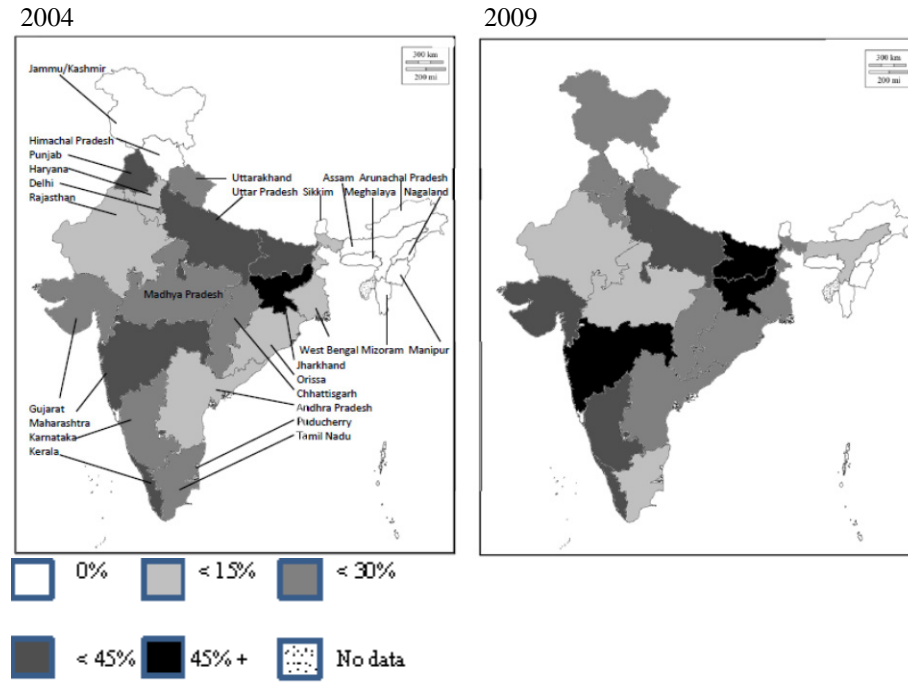 2004
2009
300 km
200 mi
300 km
200 mi
Jammu/Kashmir
Himachal Pradesh
Punjab
Haryana
Delhi
Rajasthan
Uttarakhand
Uttar Pradesh
Sikkim
Assam
Meghalaya
Arunachal Pradesh
Nagaland
Madhya Pradesh
West Bengal
Mizoram
Manipur
Jharkhand
Orissa
Chhattisgarh
Andhra Pradesh
Puducherry
Tamil Nadu
Gujarat
Maharashtra
Karnataka
Kerala
0%
< 15%
< 30%
< 45%
45% +
No data